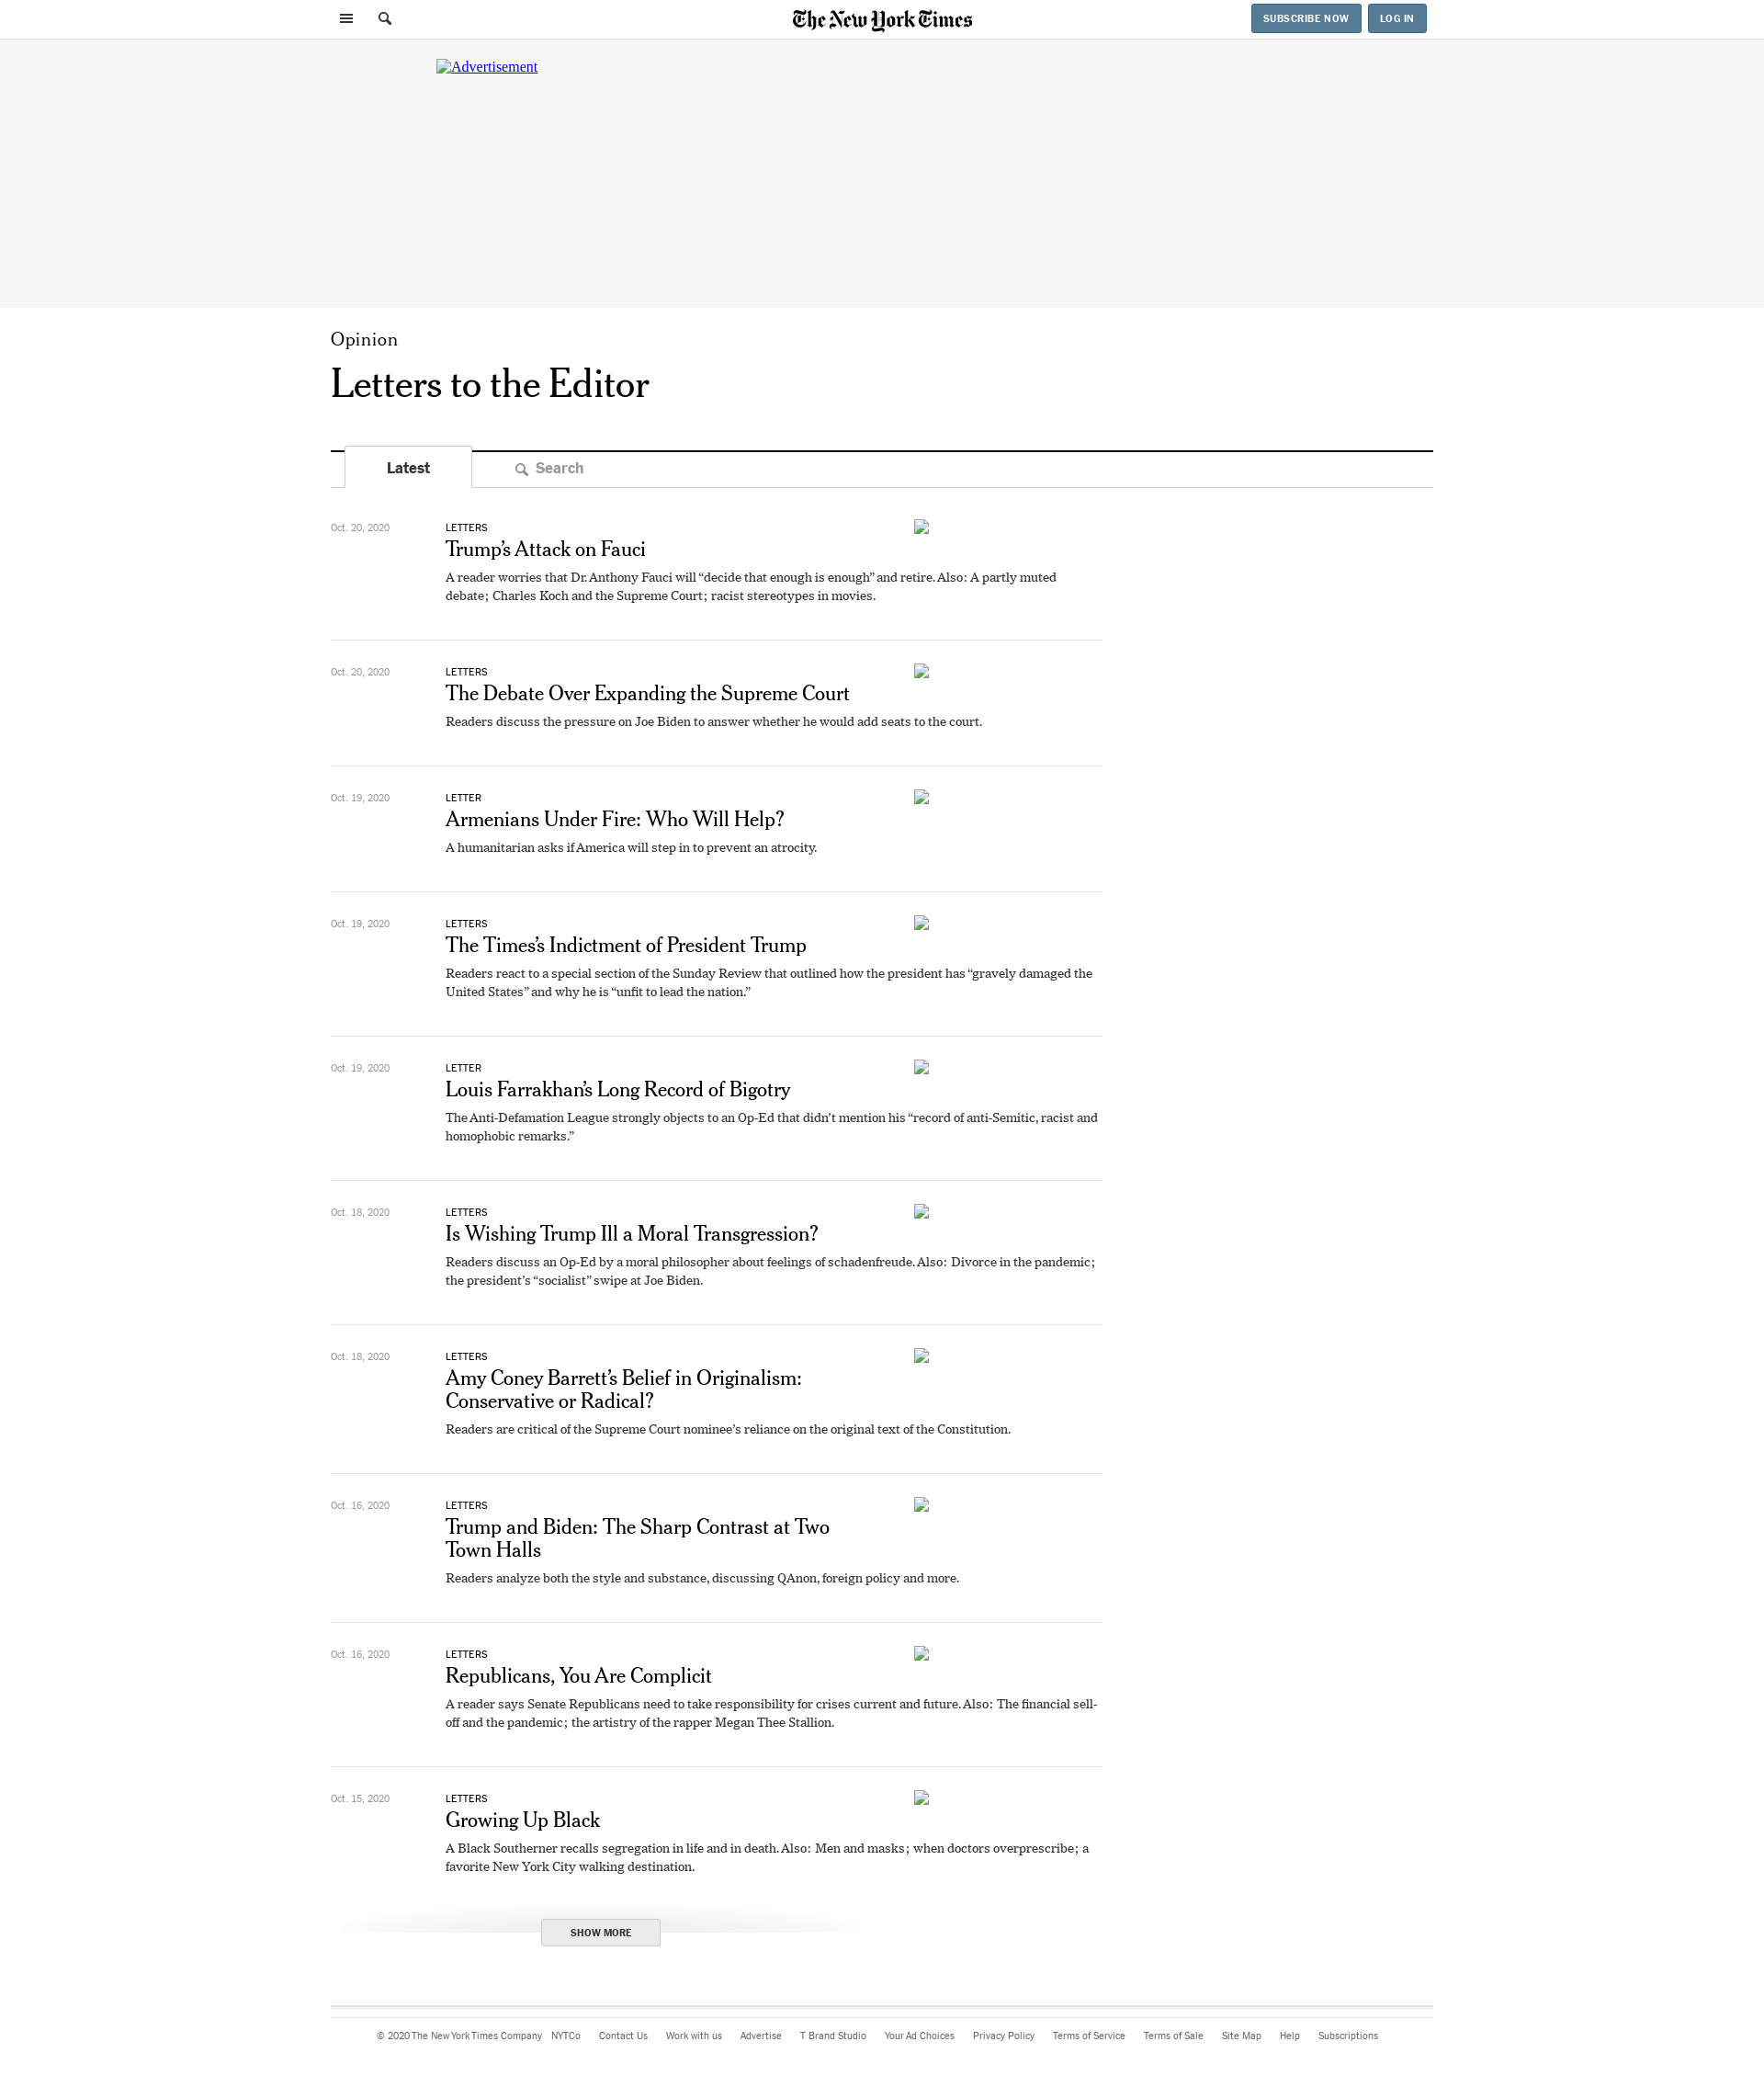 The New York Times
SUBSCRIBE NOW
LOG IN
Advertisement
Opinion
Letters to the Editor
Latest
Search
Oct. 20, 2020
LETTERS
Trump’s Attack on Fauci
A reader worries that Dr. Anthony Fauci will “decide that enough is enough” and retire. Also: A partly muted
debate; Charles Koch and the Supreme Court; racist stereotypes in movies.
Oct. 20, 2020
LETTERS
The Debate Over Expanding the Supreme Court
Readers discuss the pressure on Joe Biden to answer whether he would add seats to the court.
Oct. 19, 2020
LETTER
Armenians Under Fire: Who Will Help?
A humanitarian asks if America will step in to prevent an atrocity.
Oct. 19, 2020
LETTERS
The Times’s Indictment of President Trump
Readers react to a special section of the Sunday Review that outlined how the president has “gravely damaged the
United States” and why he is “unfit to lead the nation.”
Oct. 19, 2020
LETTER
Louis Farrakhan’s Long Record of Bigotry
The Anti-Defamation League strongly objects to an Op-Ed that didn’t mention his “record of anti-Semitic, racist and
homophobic remarks.”
Oct. 18, 2020
LETTERS
Is Wishing Trump Ill a Moral Transgression?
Readers discuss an Op-Ed by a moral philosopher about feelings of schadenfreude. Also: Divorce in the pandemic;
the president’s “socialist” swipe at Joe Biden.
Oct. 18, 2020
LETTERS
Amy Coney Barrett’s Belief in Originalism:
Conservative or Radical?
Readers are critical of the Supreme Court nominee’s reliance on the original text of the Constitution.
Oct. 16, 2020
LETTERS
Trump and Biden: The Sharp Contrast at Two
Town Halls
Readers analyze both the style and substance, discussing QAnon, foreign policy and more.
Oct. 16, 2020
LETTERS
Republicans, You Are Complicit
A reader says Senate Republicans need to take responsibility for crises current and future. Also: The financial sell-
off and the pandemic; the artistry of the rapper Megan Thee Stallion.
Oct. 15, 2020
LETTERS
Growing Up Black
A Black Southerner recalls segregation in life and in death. Also: Men and masks; when doctors overprescribe; a
favorite New York City walking destination.
SHOW MORE
© 2020 The New York Times Company NYTCo Contact Us Work with us Advertise T Brand Studio Your Ad Choices Privacy Policy Terms of Service Terms of Sale Site Map Help Subscriptions